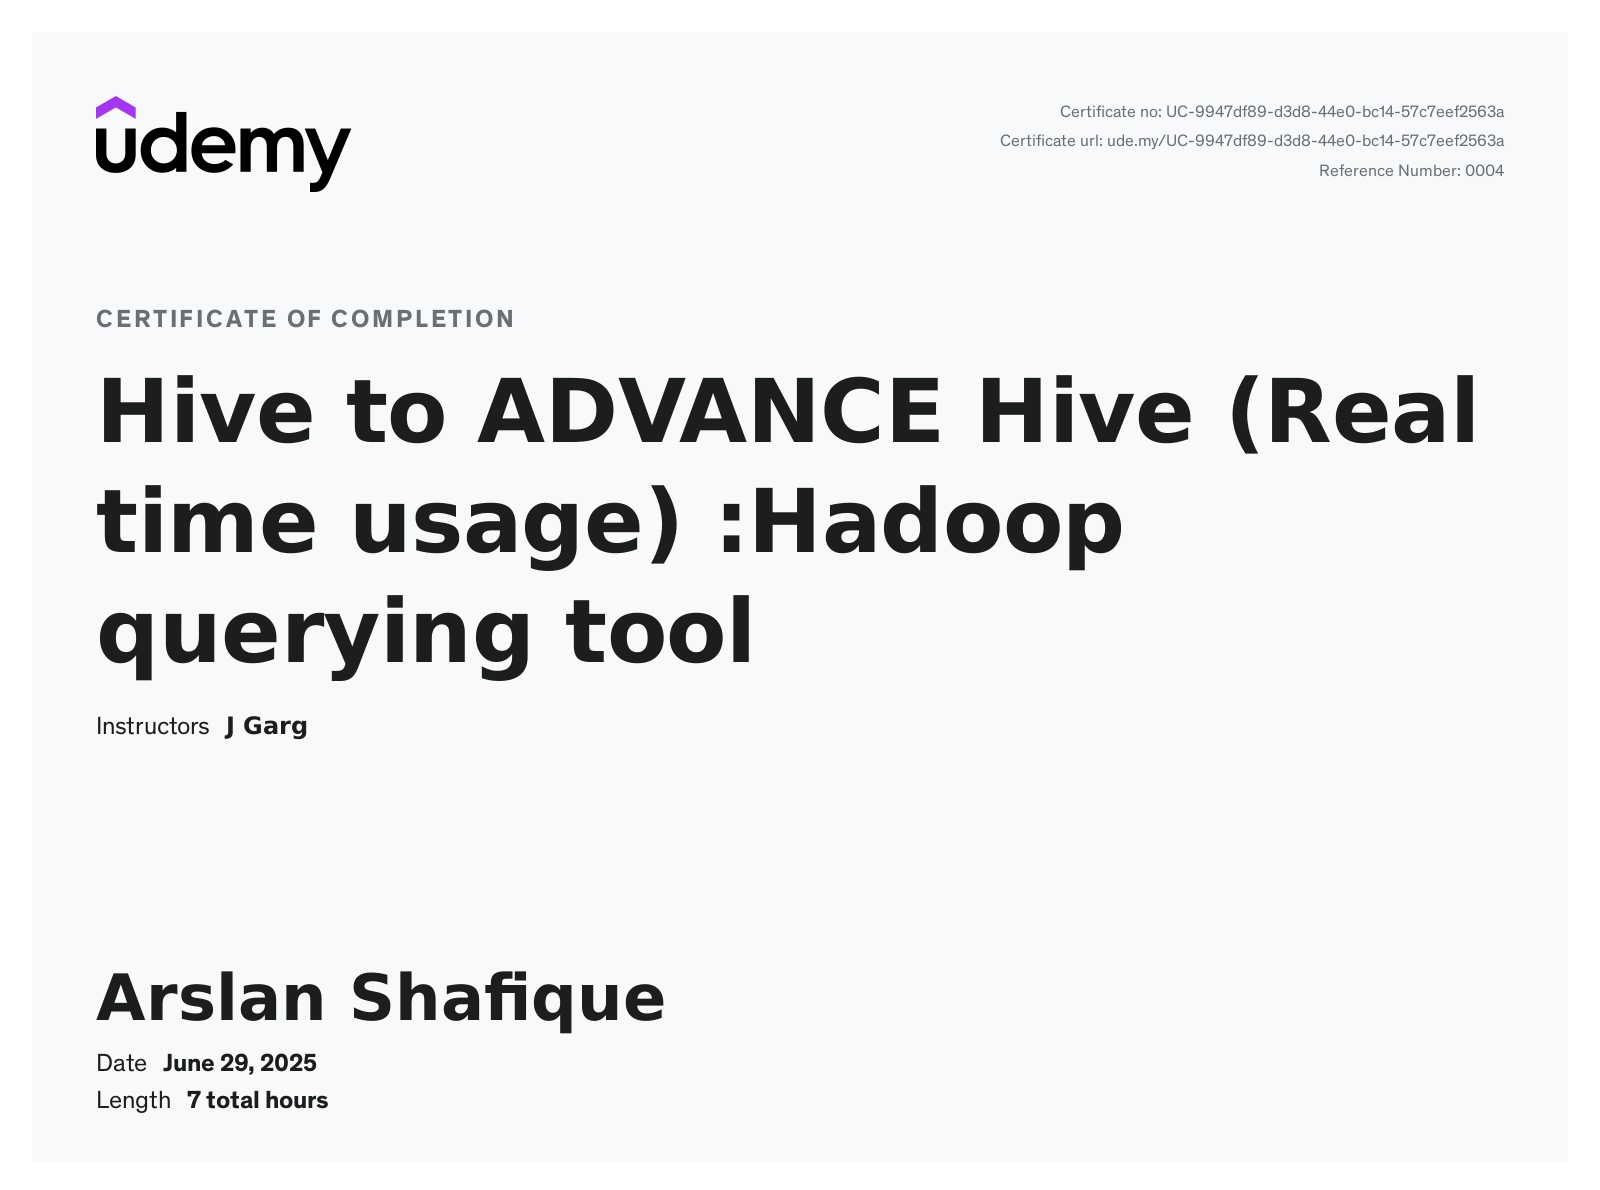 udemy
Certificate no: UC-9947df89-d3d8-44e0-bc14-57c7eef2563a
Certificate url: ude.my/UC-9947df89-d3d8-44e0-bc14-57c7eef2563a
Reference Number: 0004
CERTIFICATE OF COMPLETION
Hive to ADVANCE Hive (Real
time usage) :Hadoop
querying tool
Instructors J Garg
Arslan Shafique
Date June 29, 2025
Length 7 total hours